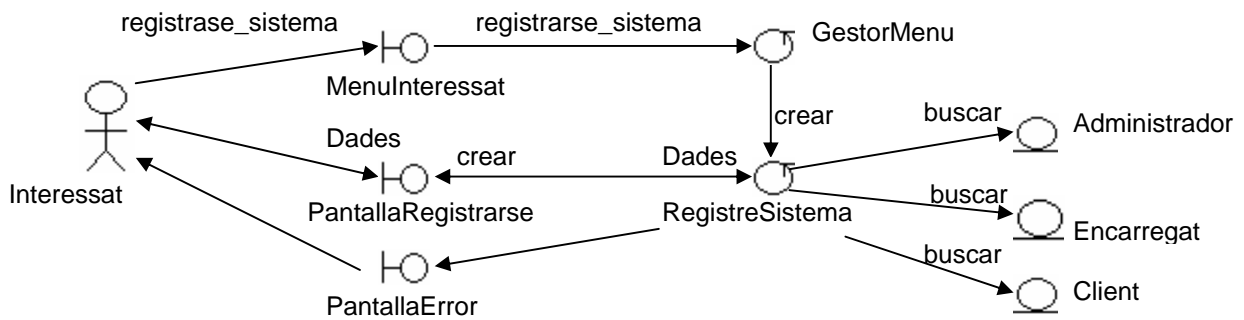 registrase_sistema
registrarse_sistema
GestorMenu
MenuInteressat
crear
buscar
Administrador
Dades
crear
Dades
Interessat
PantallaRegistrarse
RegistreSistema
buscar
Encarregat
buscar
Client
PantallaError